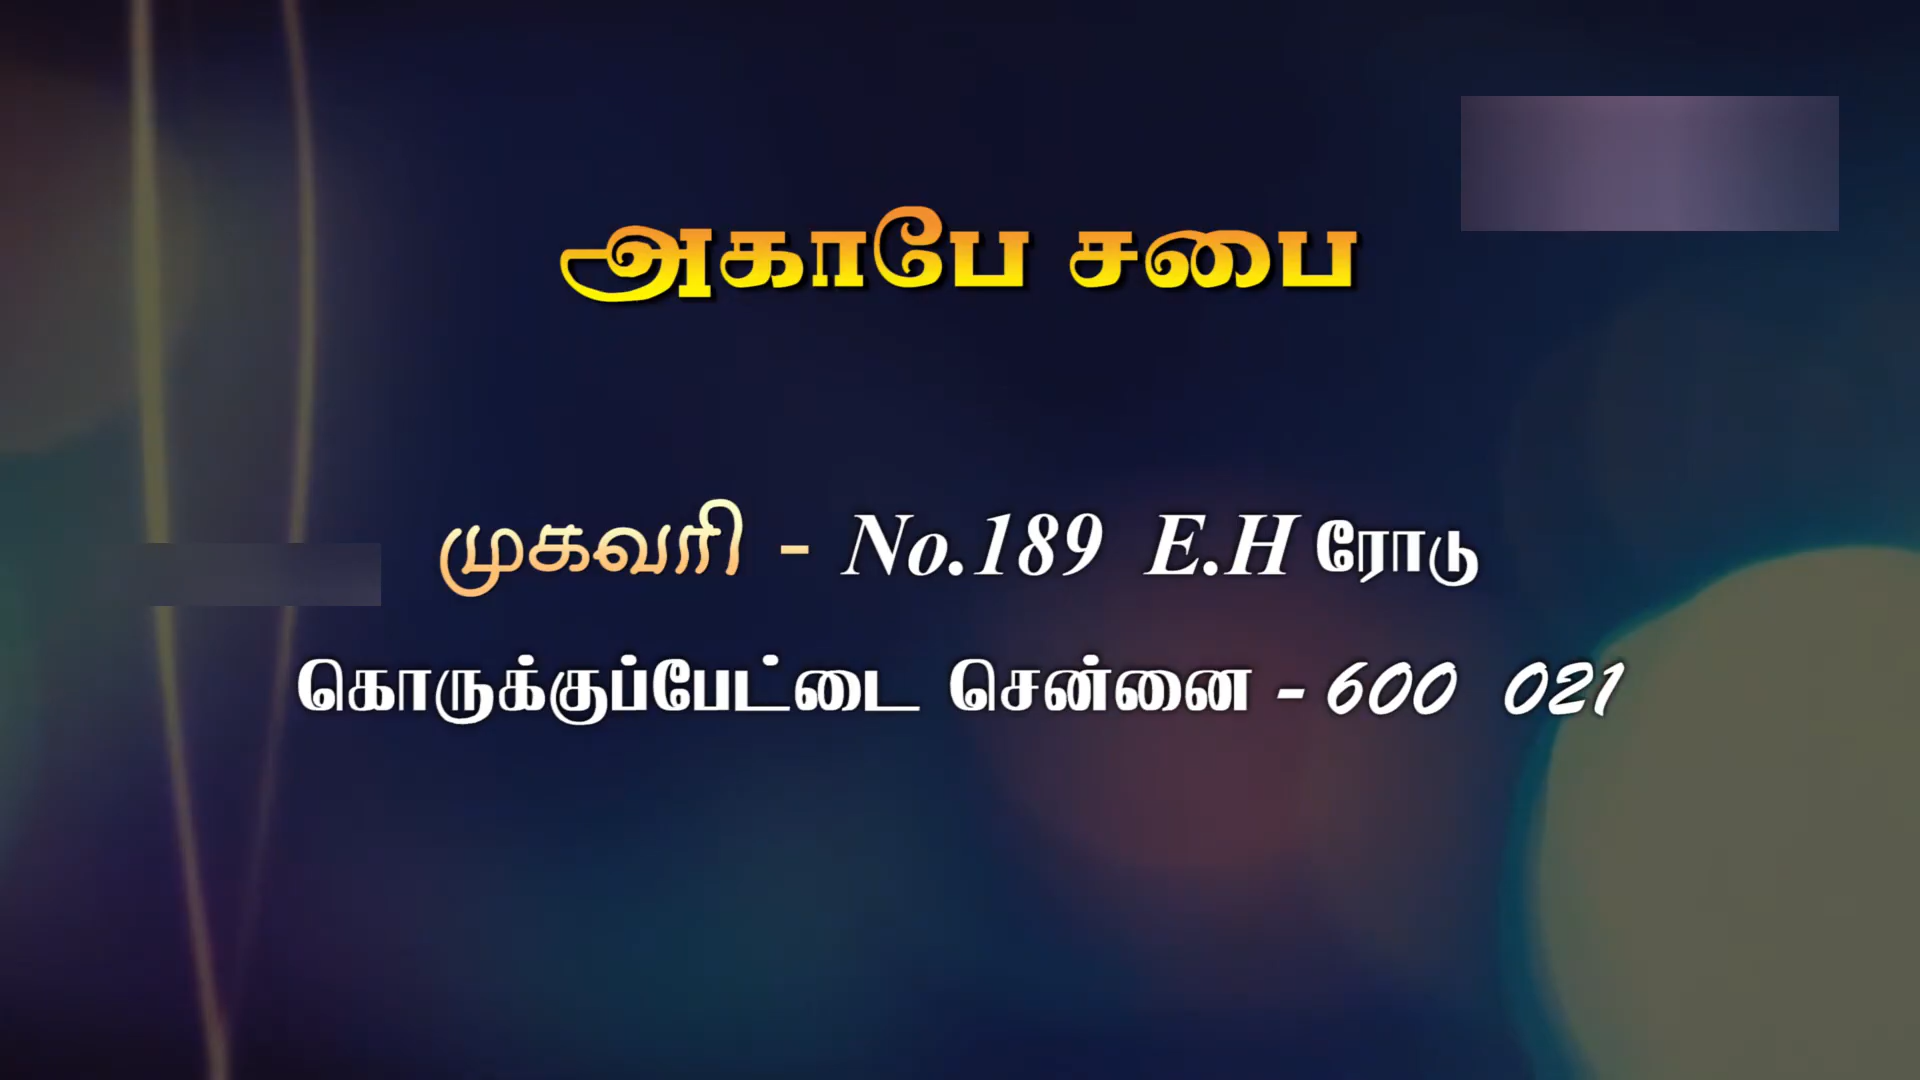 அகாபே சபை
முகவரி - No.189 E.H ரோடு
கொருக்குப்பேட்டை சென்னை - 600 021